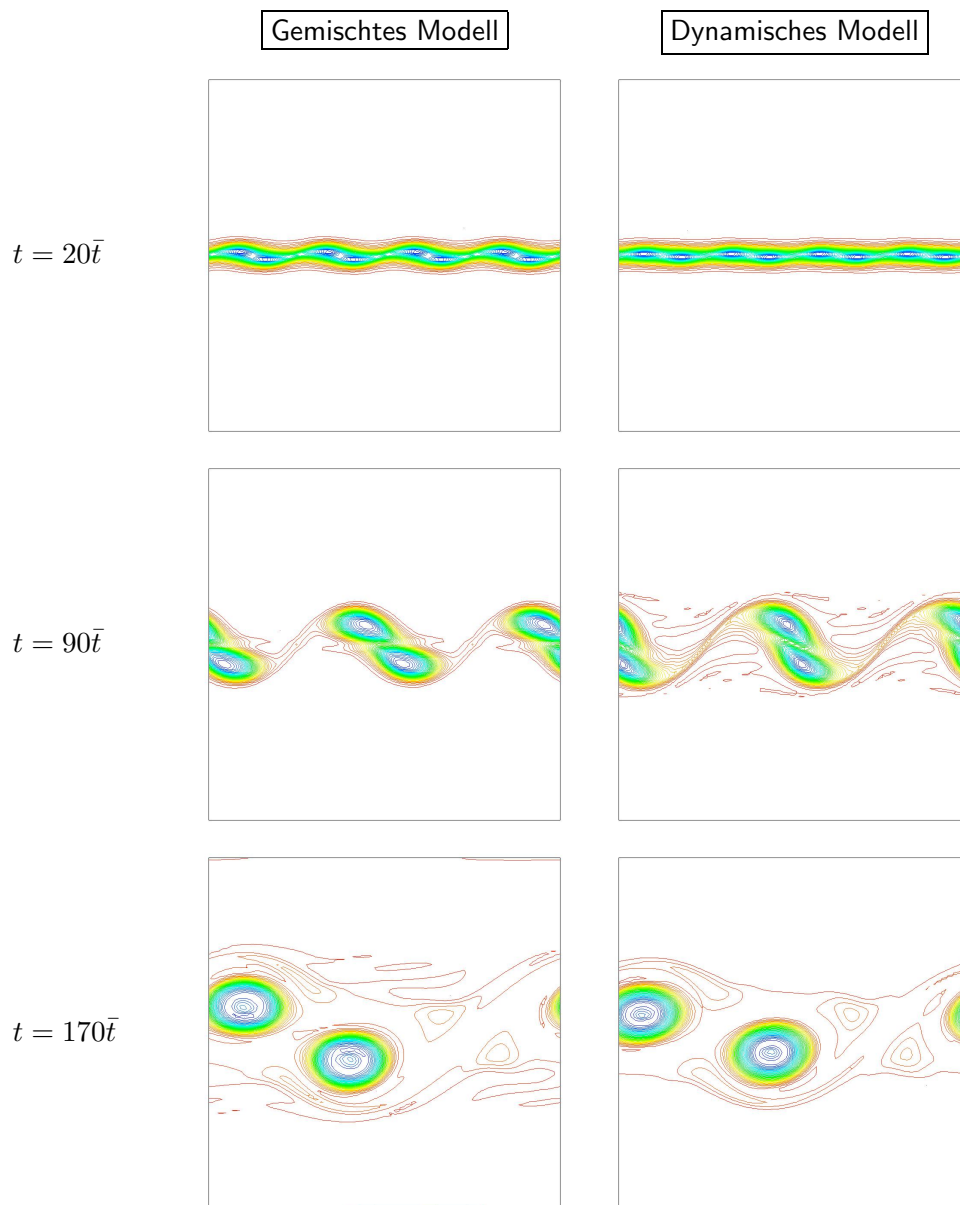 Gemischtes Modell
Dynamisches Modell
t = 20t̄
t = 90t̄
t = 170t̄